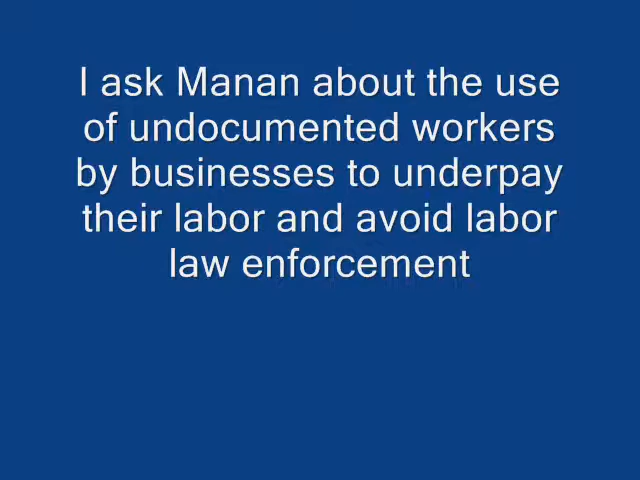 I ask Manan about the use
of undocumented workers
by businesses to underpay
their labor and avoid labor
law enforcement